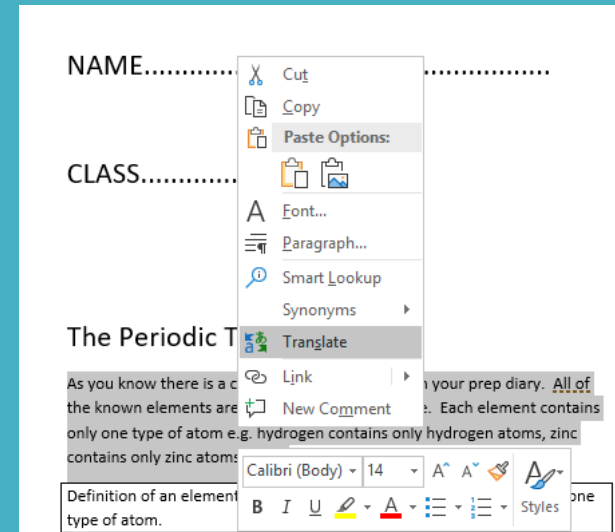 NAME.............
...................
Cut
Copy
Paste Options:
CLASS..............
Font...
Paragraph...
Smart Lookup
Synonyms
The Periodic T
Translate
As you know there is a c
n your prep diary. All of
Link
the known elements are
e. Each element contains
New Comment
only one type of atom e.g. hydrogen contains only hydrogen atoms, zinc
contains only zinc atoms
Calibri (Body) 14 A A
B I U A Styles
Definition of an element
one
type of atom.